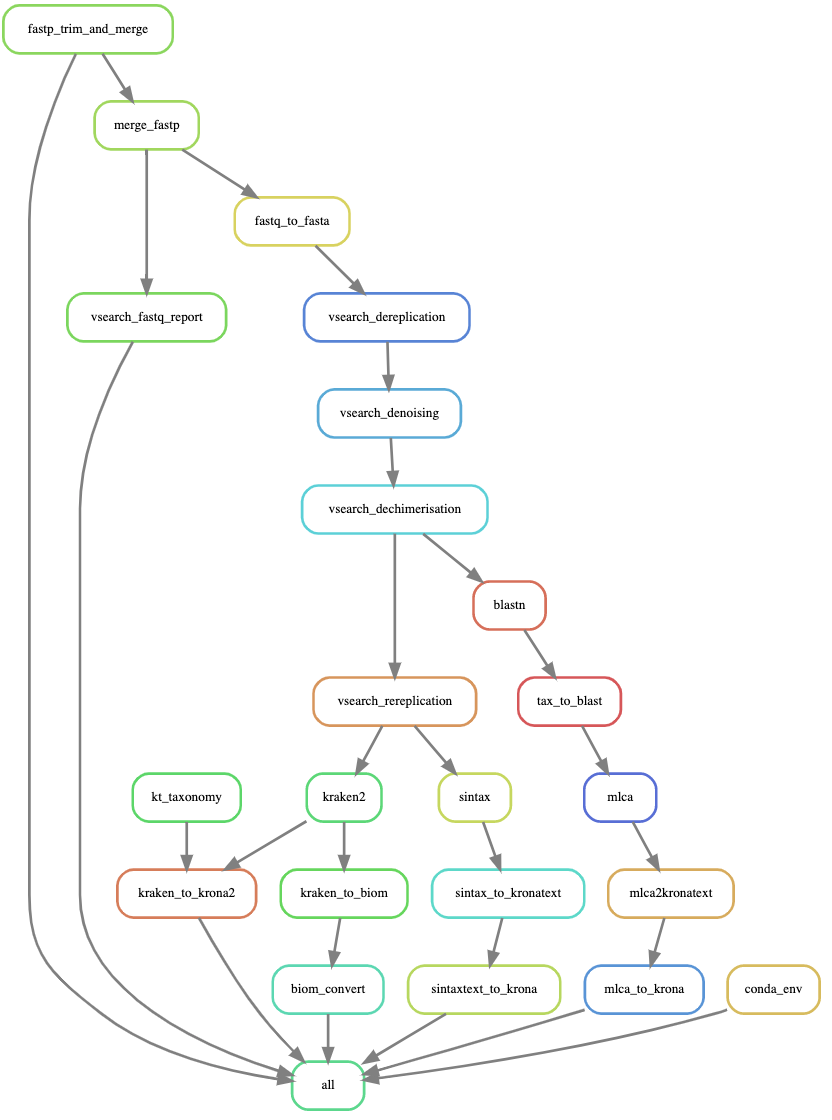 fastp_trim_and_merge
merge_fastp
fastq_to_fasta
vsearch_fastq_report
vsearch_dereplication
vsearch_denoising
vsearch_dechimerisation
blastn
vsearch_rereplication
tax_to_blast
kt_taxonomy
kraken2
sintax
mlca
kraken_to_krona2
kraken_to_biom
sintax_to_kronatext
mlca2kronatext
biom_convert
sintaxtext_to_krona
mlca_to_krona
conda_env
all